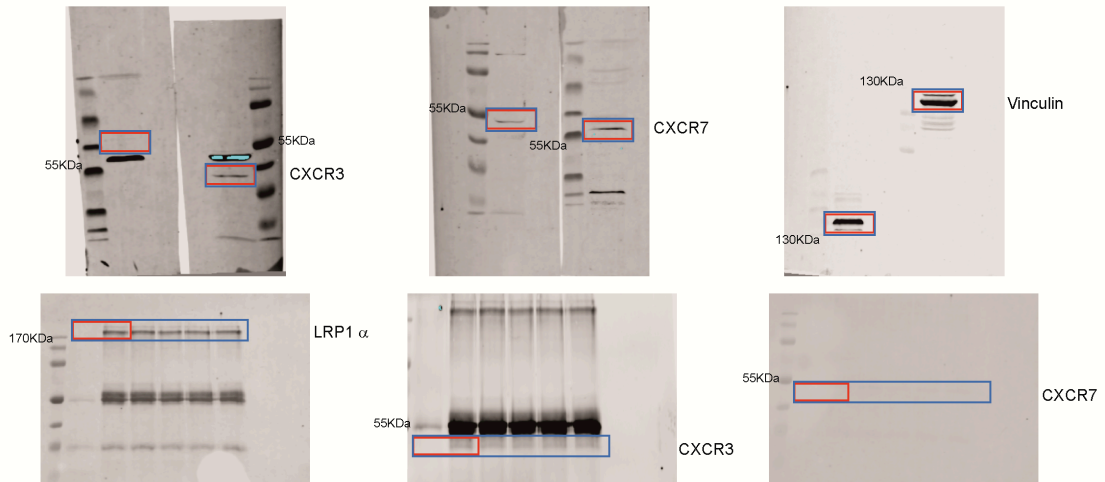 55KDa
55KDa
CXCR3
55KDa
55KDa
CXCR7
130KDa
Vinculin
130KDa
170KDa
LRP1 α
55KDa
CXCR3
55KDa
CXCR7